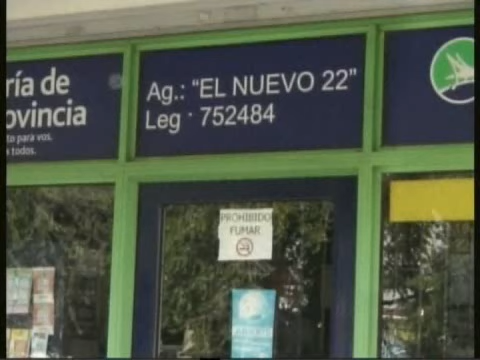 ría de
ovincia
to para vos,
a todos.
Ag.: "EL NUEVO 22"
Leg · 752484
PROHIBIDO
FUMAR